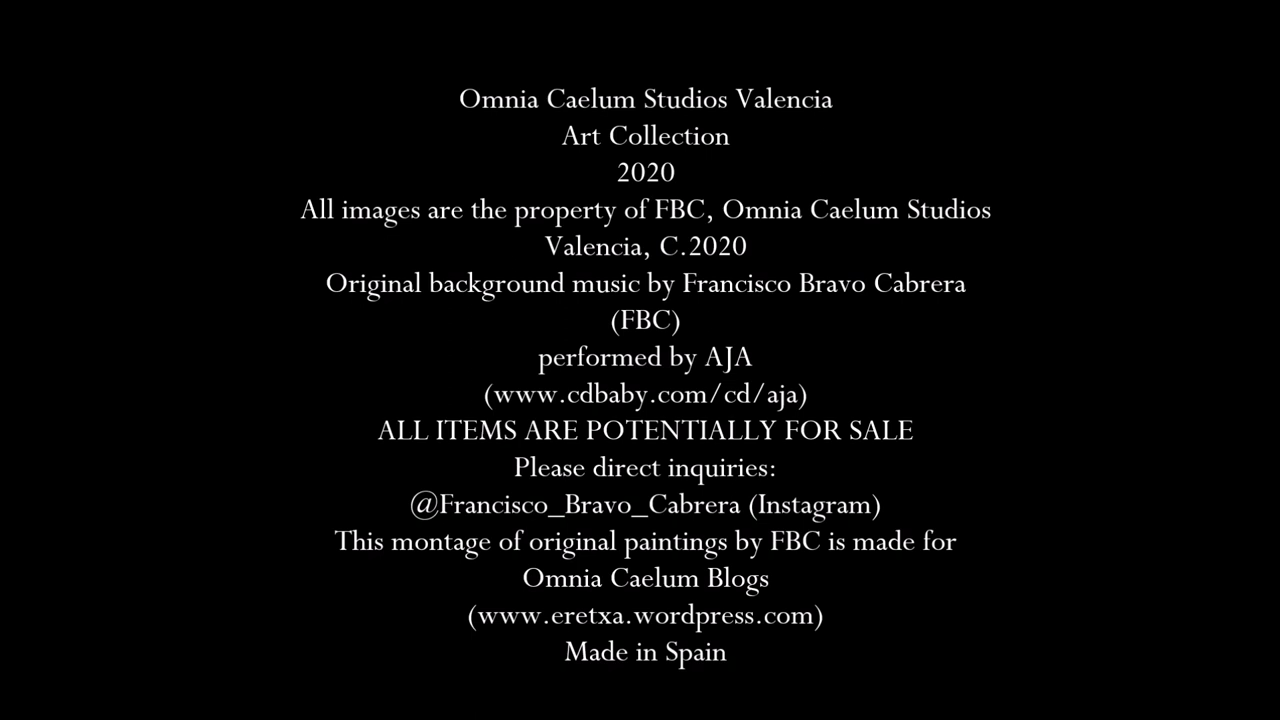 Omnia Caelum Studios Valencia
Art Collection
2020
All images are the property of FBC, Omnia Caelum Studios
Valencia, C.2020
Original background music by Francisco Bravo Cabrera
(FBC)
performed by AJA
(www.cdbaby.com/cd/aja)
ALL ITEMS ARE POTENTIALLY FOR SALE
Please direct inquiries:
@Francisco_Bravo_Cabrera (Instagram)
This montage of original paintings by FBC is made for
Omnia Caelum Blogs
(www.eretxa.wordpress.com)
Made in Spain